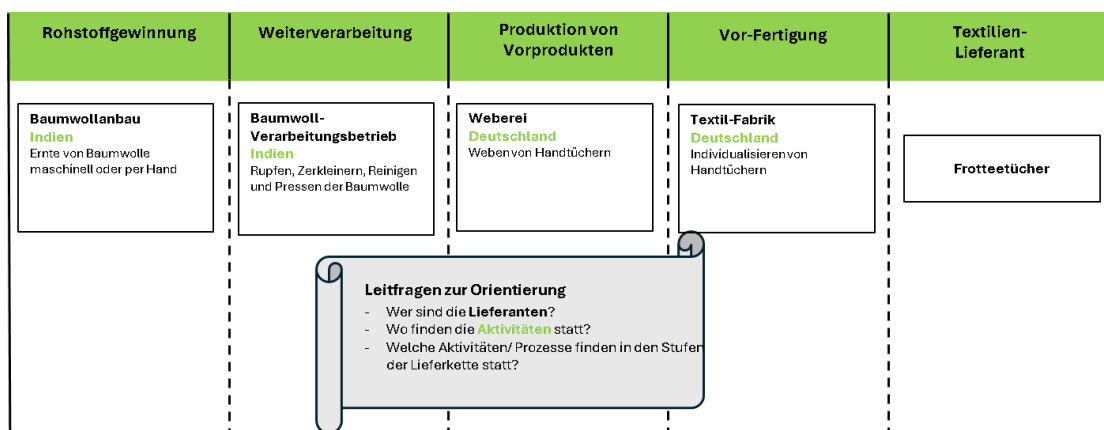 Rohstoffgewinnung
Weiterverarbeitung
Produktion von
Vorprodukten
Vor-Fertigung
Textilien-
Lieferant
Baumwollanbau
Indien
Ernte von Baumwolle
maschinell oder per Hand
Baumwoll-
Verarbeitungsbetrieb
Indien
Rupfen, Zerkleinern, Reinigen
und Pressen der Baumwolle
Weberei
Deutschland
Weben von Handtüchern
Textil-Fabrik
Deutschland
Individualisieren von
Handtüchern
Frotteetücher
Leitfragen zur Orientierung
- Wer sind die Lieferanten?
- Wo finden die Aktivitäten statt?
- Welche Aktivitäten/ Prozesse finden in den Stufen
der Lieferkette statt?